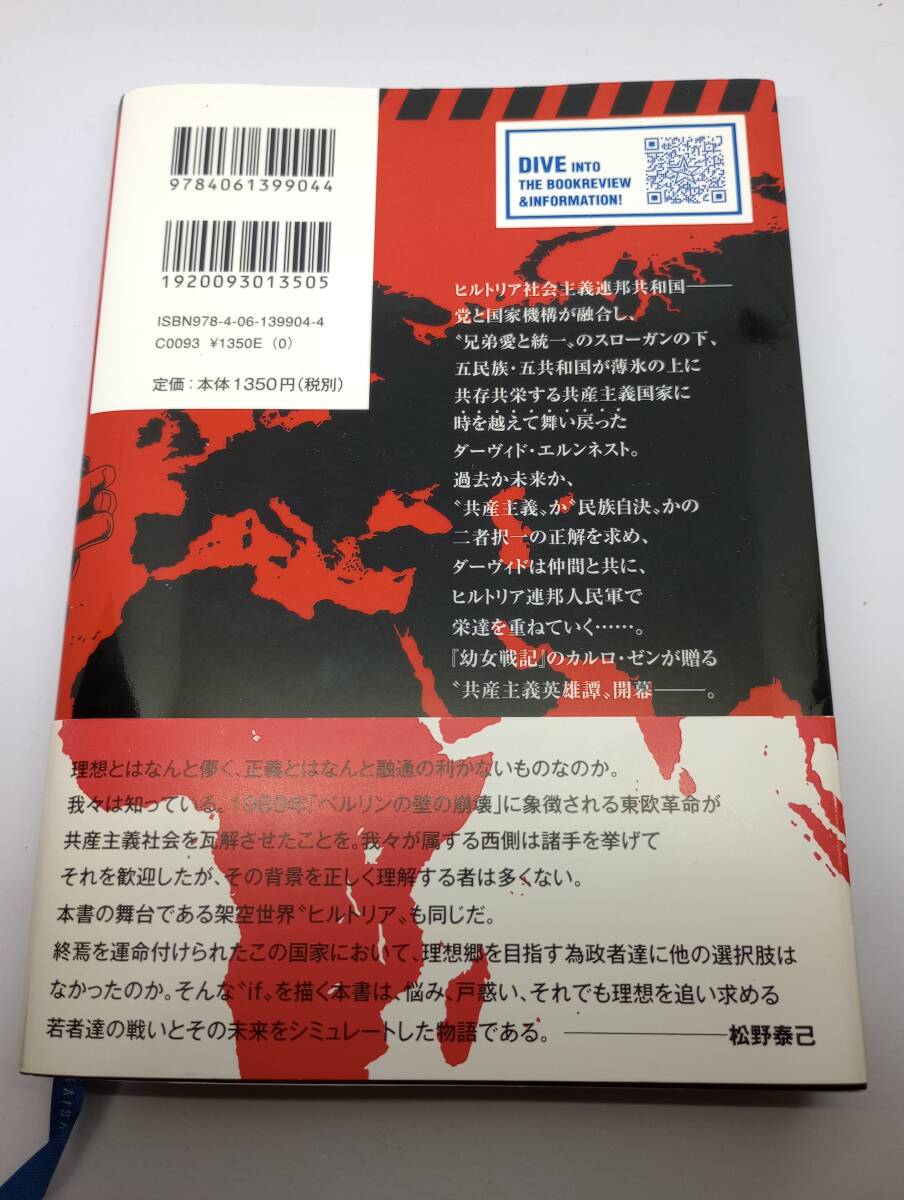 9784061399044
1920093013505
ISBN978-4-06-139904-4
C0093 ¥1350E (0)
定価：本体1350円（税別）
DIVE INTO
THE BOOKREVIEW
&INFORMATION!
ヒルトリア社会主義連邦共和国――
党と国家機構が融合し、
〝兄弟愛と統一〟のスローガンの下、
五民族・五共和国が薄氷の上に
共存共栄する共産主義国家に
時を越えて舞い戻った
ダーヴィド・エルンネスト。
過去か未来か、
〝共産主義〟か〝民族自決〟かの
二者択一の正解を求め、
ダーヴィドは仲間と共に、
ヒルトリア連邦人民軍で
栄達を重ねていく……。
『幼女戦記』のカルロ・ゼンが贈る
〝共産主義英雄譚〟開幕――。
理想とはなんと儚く、正義とはなんと融通の利かないものなのか。
我々は知っている。1989年「ベルリンの壁の崩壊」に象徴される東欧革命が
共産主義社会を瓦解させたことを。我々が属する西側は諸手を挙げて
それを歓迎したが、その背景を正しく理解する者は多くない。
本書の舞台である架空世界〝ヒルトリア〟も同じだ。
終焉を運命付けられたこの国家において、理想郷を目指す為政者達に他の選択肢は
なかったのか。そんな〝if〟を描く本書は、悩み、戸惑い、それでも理想を追い求める
若者達の戦いとその未来をシミュレートした物語である。 ――――松野泰己